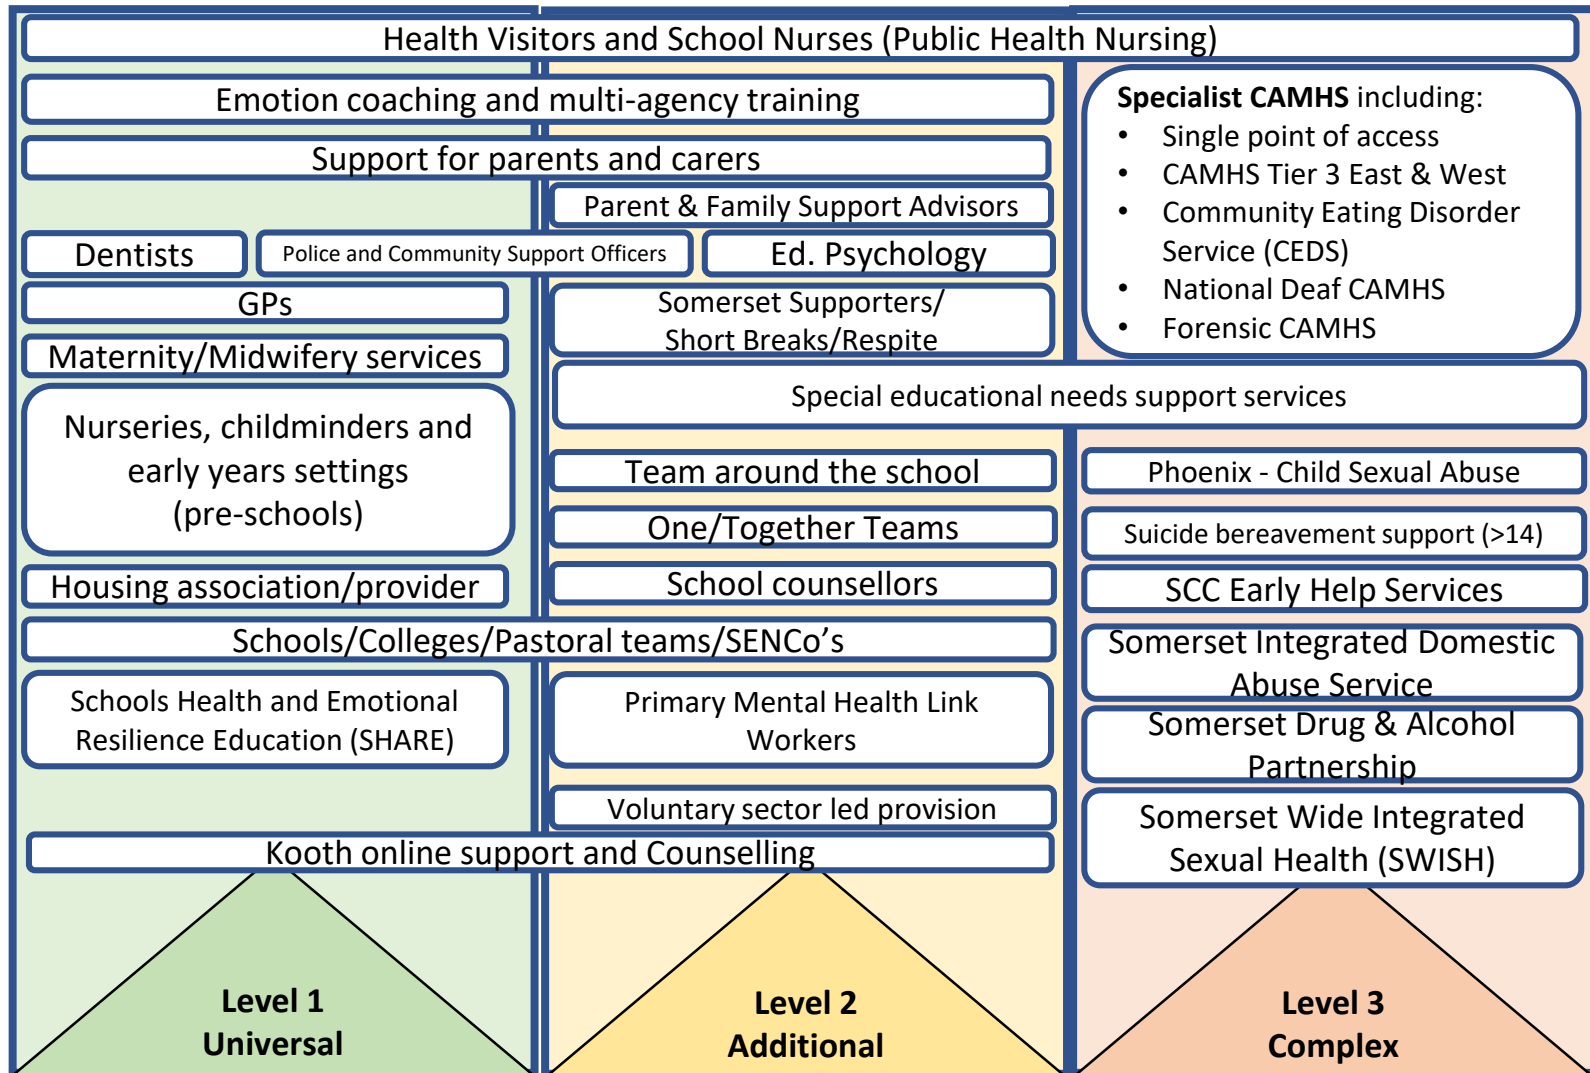 Health Visitors and School Nurses (Public Health Nursing)
Emotion coaching and multi-agency training
Support for parents and carers
Parent & Family Support Advisors
Dentists
Police and Community Support Officers
Ed. Psychology
GPs
Somerset Supporters/
Short Breaks/Respite
Maternity/Midwifery services
Specialist CAMHS including:
• Single point of access
• CAMHS Tier 3 East & West
• Community Eating Disorder
Service (CEDS)
• National Deaf CAMHS
• Forensic CAMHS
Special educational needs support services
Nurseries, childminders and
early years settings
(pre-schools)
Team around the school
Phoenix - Child Sexual Abuse
One/Together Teams
Suicide bereavement support (>14)
Housing association/provider
School counsellors
SCC Early Help Services
Schools/Colleges/Pastoral teams/SENCo’s
Somerset Integrated Domestic
Abuse Service
Schools Health and Emotional
Resilience Education (SHARE)
Primary Mental Health Link
Workers
Somerset Drug & Alcohol
Partnership
Voluntary sector led provision
Somerset Wide Integrated
Sexual Health (SWISH)
Kooth online support and Counselling
Level 1
Universal
Level 2
Additional
Level 3
Complex